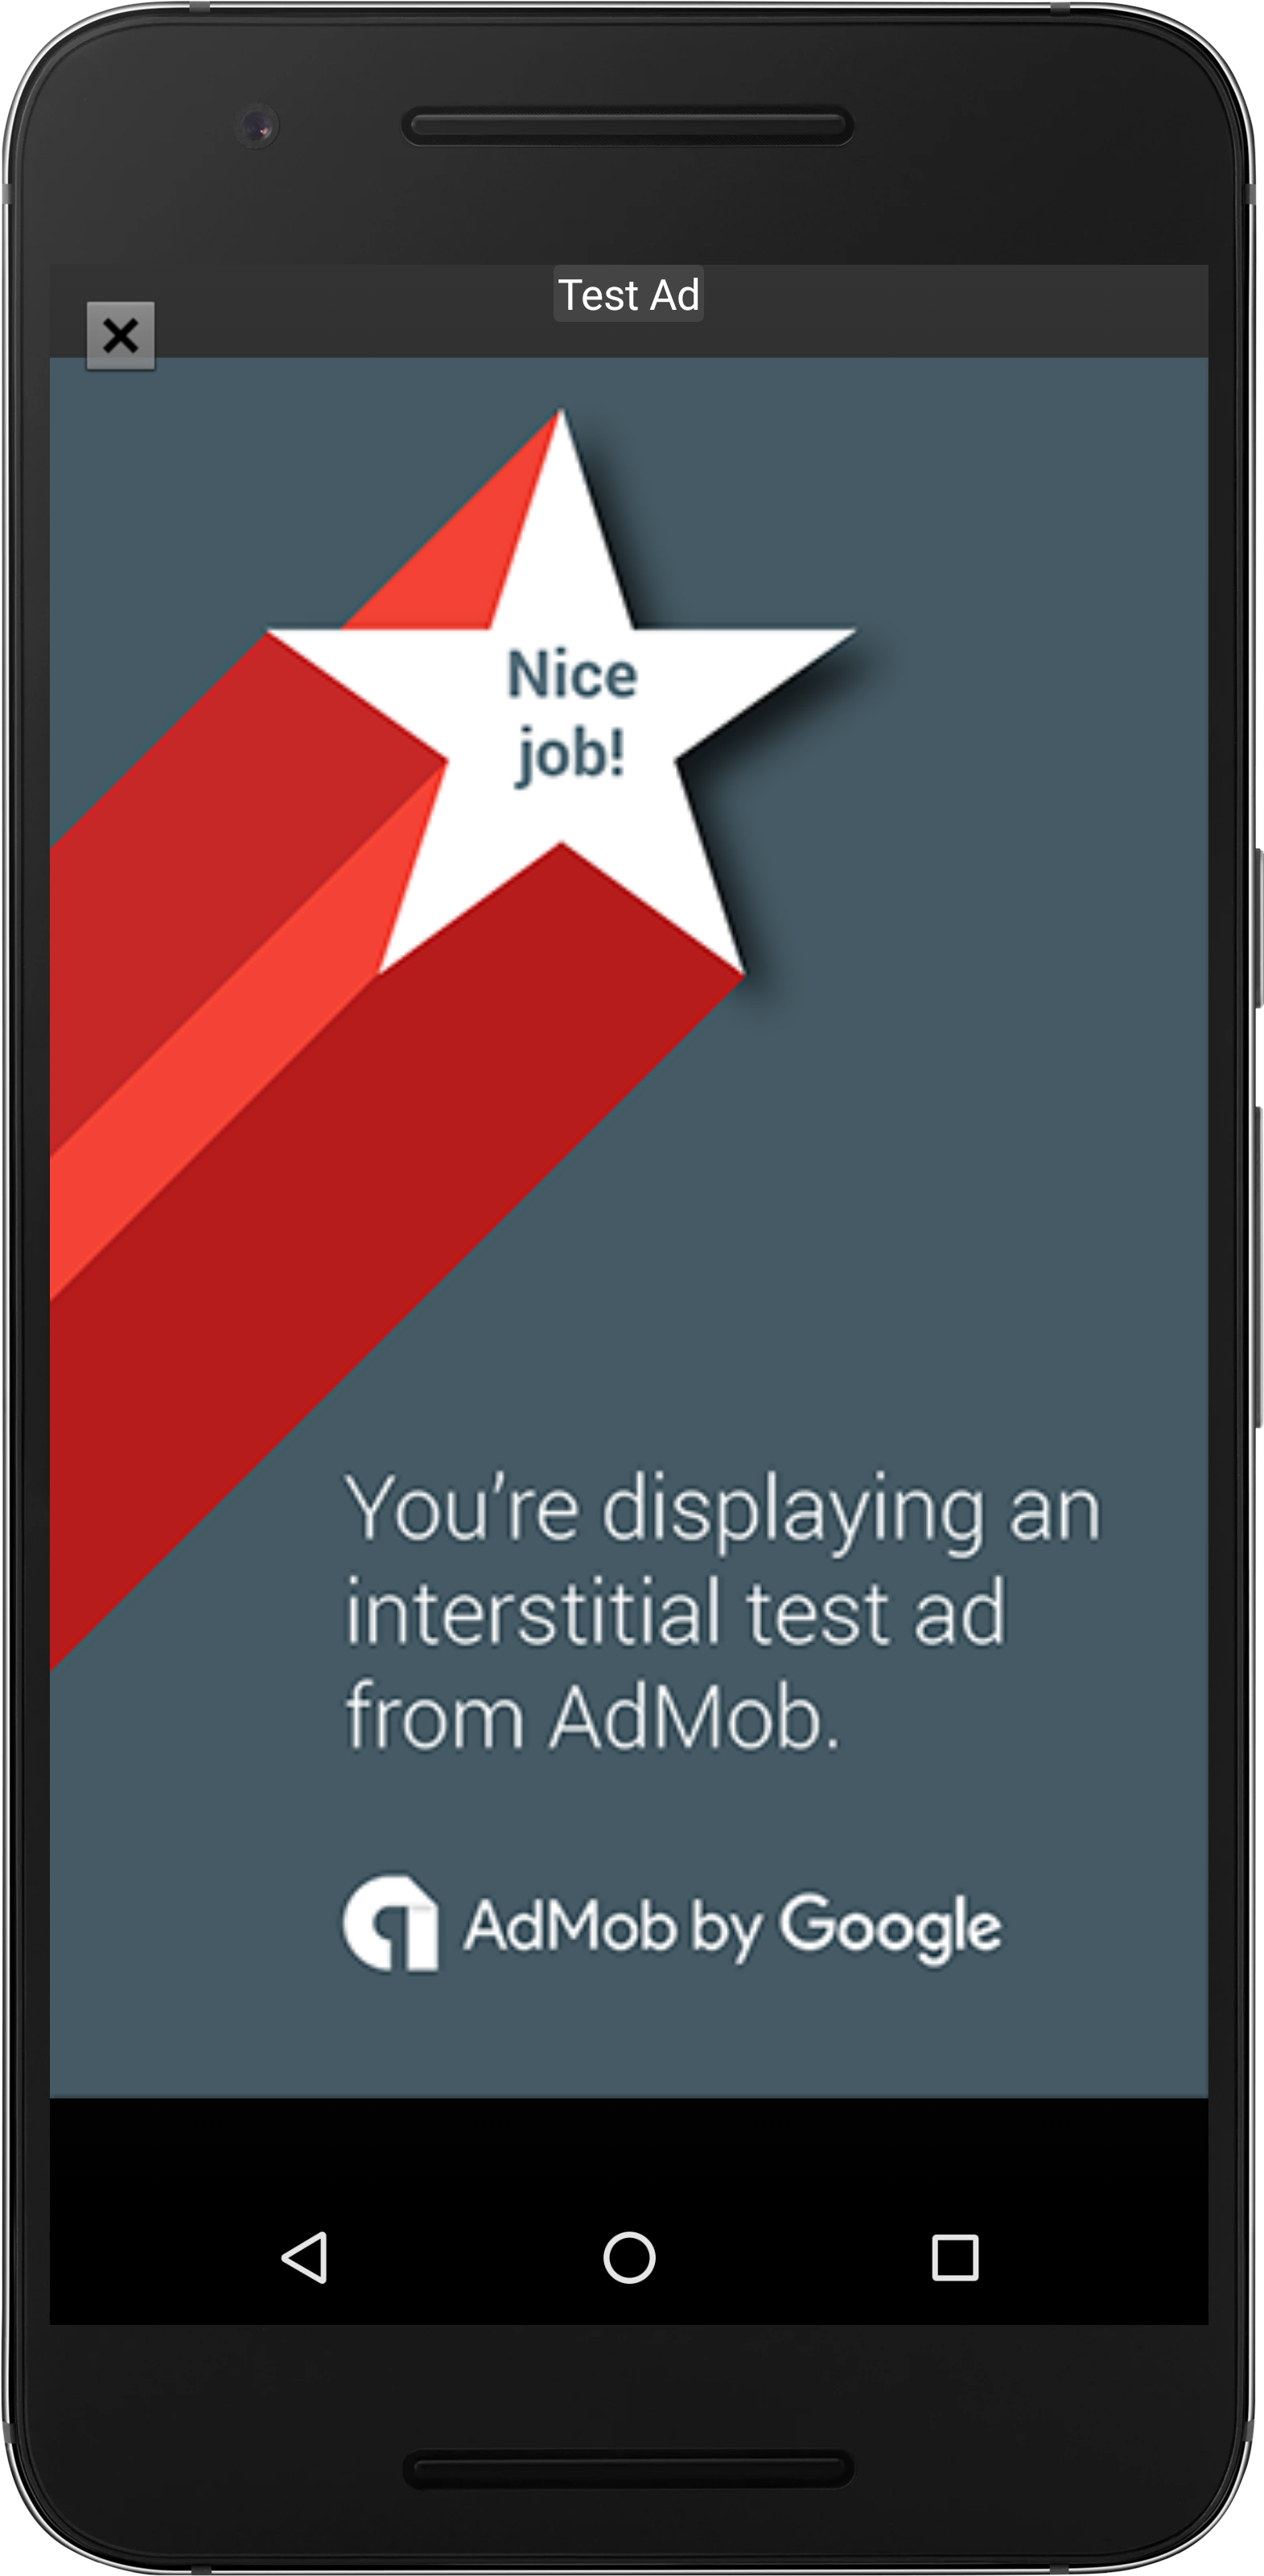 Test Ad
Nice
job!
You’re displaying an
interstitial test ad
from AdMob.
AdMob by Google